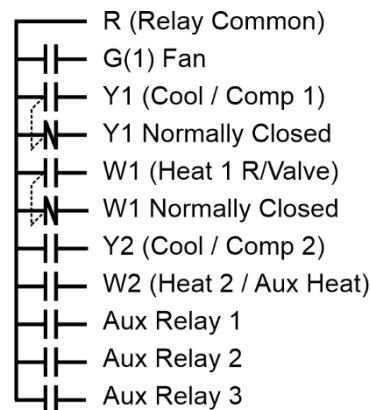 R (Relay Common)
G(1) Fan
Y1 (Cool / Comp 1)
Y1 Normally Closed
W1 (Heat 1 R/Valve)
W1 Normally Closed
Y2 (Cool / Comp 2)
W2 (Heat 2 / Aux Heat)
Aux Relay 1
Aux Relay 2
Aux Relay 3